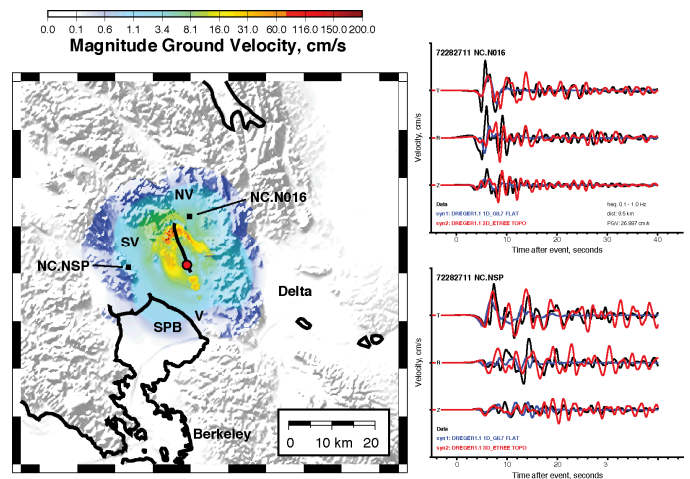 0.0 0.1 0.6 1.1 3.4 8.1 16.0 31.0 60.0 116.0 150.0 200.0
Magnitude Ground Velocity, cm/s
NV
NC.N016
SV
NC.NSP
Delta
V
SPB
Berkeley
0 10 km 20
72282711 NC.N016
T
R
Z
Velocity, cm/s
Data
syn1: DREGER1.1 1D_GIL7 FLAT
syn2: DREGER1.1 3D_ETREE TOPO
freq: 0.1 - 1.0 Hz
dist: 9.5 km
PGV: 26.987 cm/s
0 10 20 30 40
Time after event, seconds
72282711 NC.NSP
T
R
Z
Velocity, cm/s
Data
syn1: DREGER1.1 1D_GIL7 FLAT
syn2: DREGER1.1 3D_ETREE TOPO
0 10 20 3
Time after event, seconds